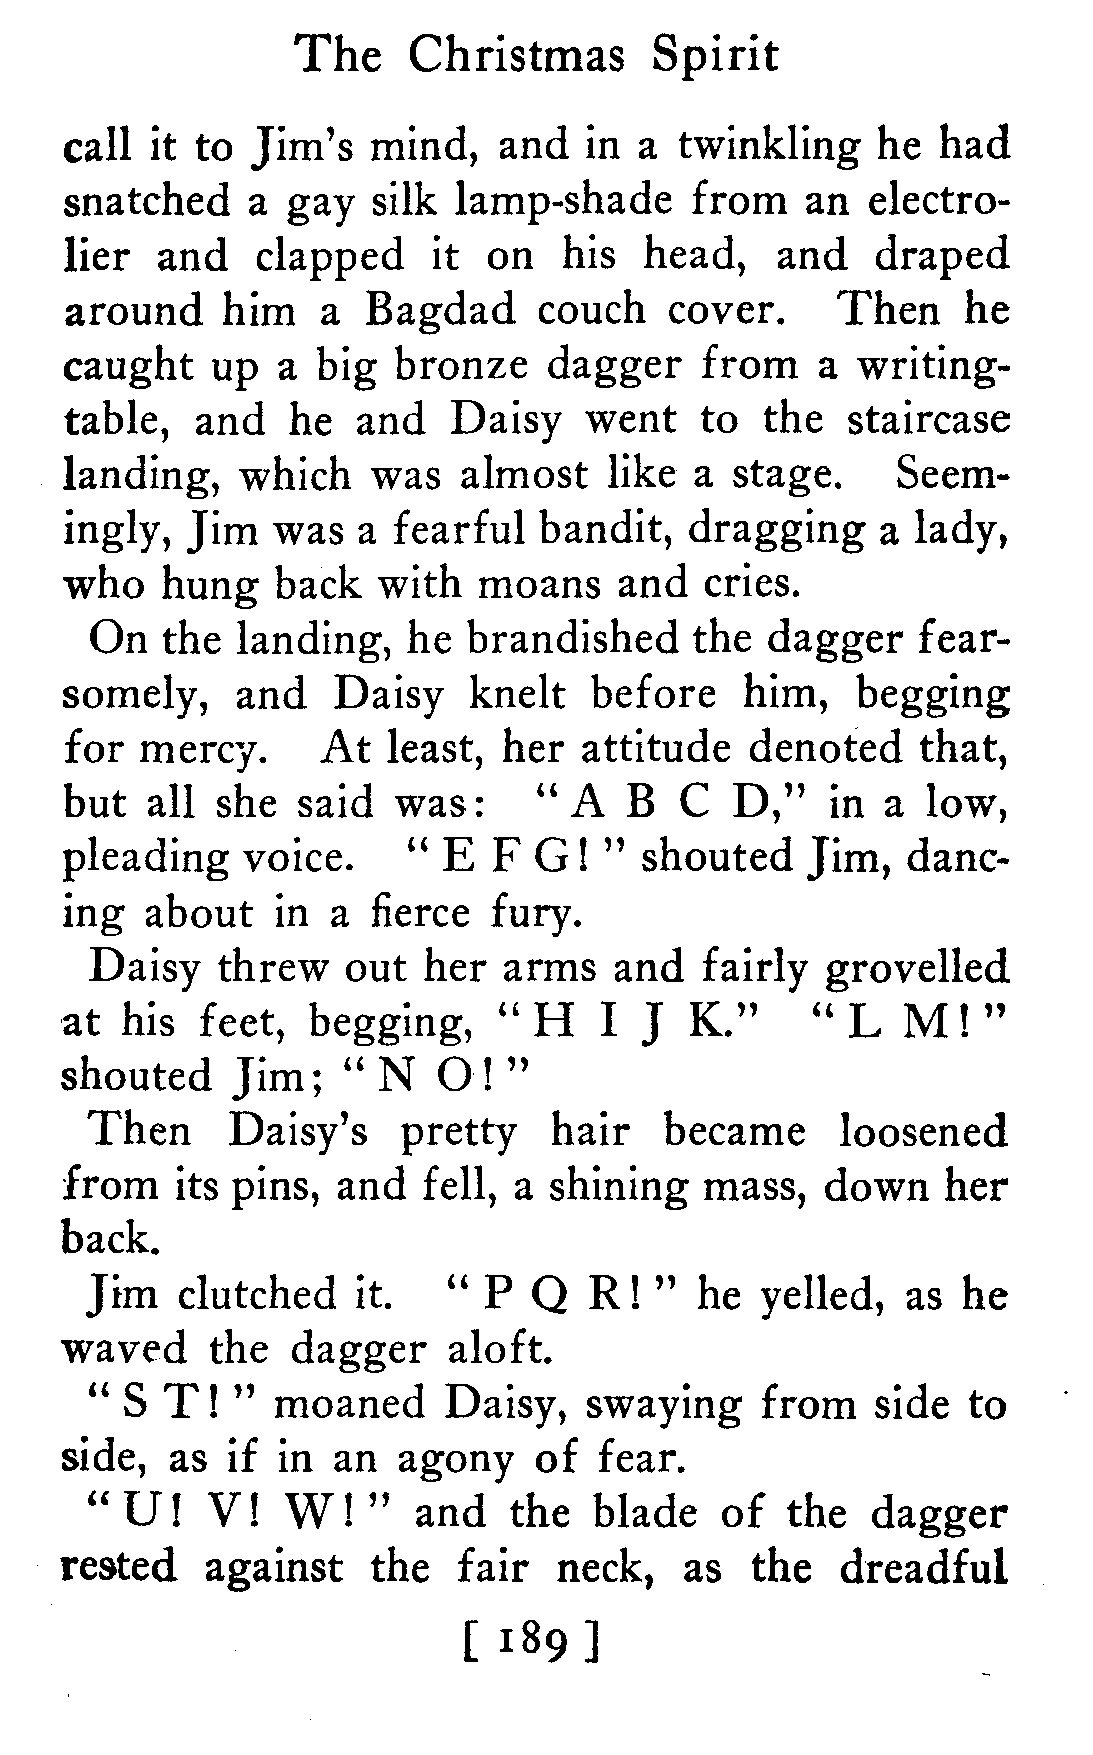 The Christmas Spirit
call it to Jim's mind, and in a twinkling he had
snatched a gay silk lamp-shade from an electro-
lier and clapped it on his head, and draped
around him a Bagdad couch cover. Then he
caught up a big bronze dagger from a writing-
table, and he and Daisy went to the staircase
landing, which was almost like a stage. Seem-
ingly, Jim was a fearful bandit, dragging a lady,
who hung back with moans and cries.
On the landing, he brandished the dagger fear-
somely, and Daisy knelt before him, begging
for mercy. At least, her attitude denoted that,
but all she said was: “ A B C D,” in a low,
pleading voice. “ E F G! ” shouted Jim, danc-
ing about in a fierce fury.
Daisy threw out her arms and fairly grovelled
at his feet, begging, “ H I J K.” “ L M! ”
shouted Jim; “ N O! ”
Then Daisy's pretty hair became loosened
from its pins, and fell, a shining mass, down her
back.
Jim clutched it. “ P Q R! ” he yelled, as he
waved the dagger aloft.
“ S T! ” moaned Daisy, swaying from side to
side, as if in an agony of fear.
“ U! V! W! ” and the blade of the dagger
rested against the fair neck, as the dreadful
[ 189 ]